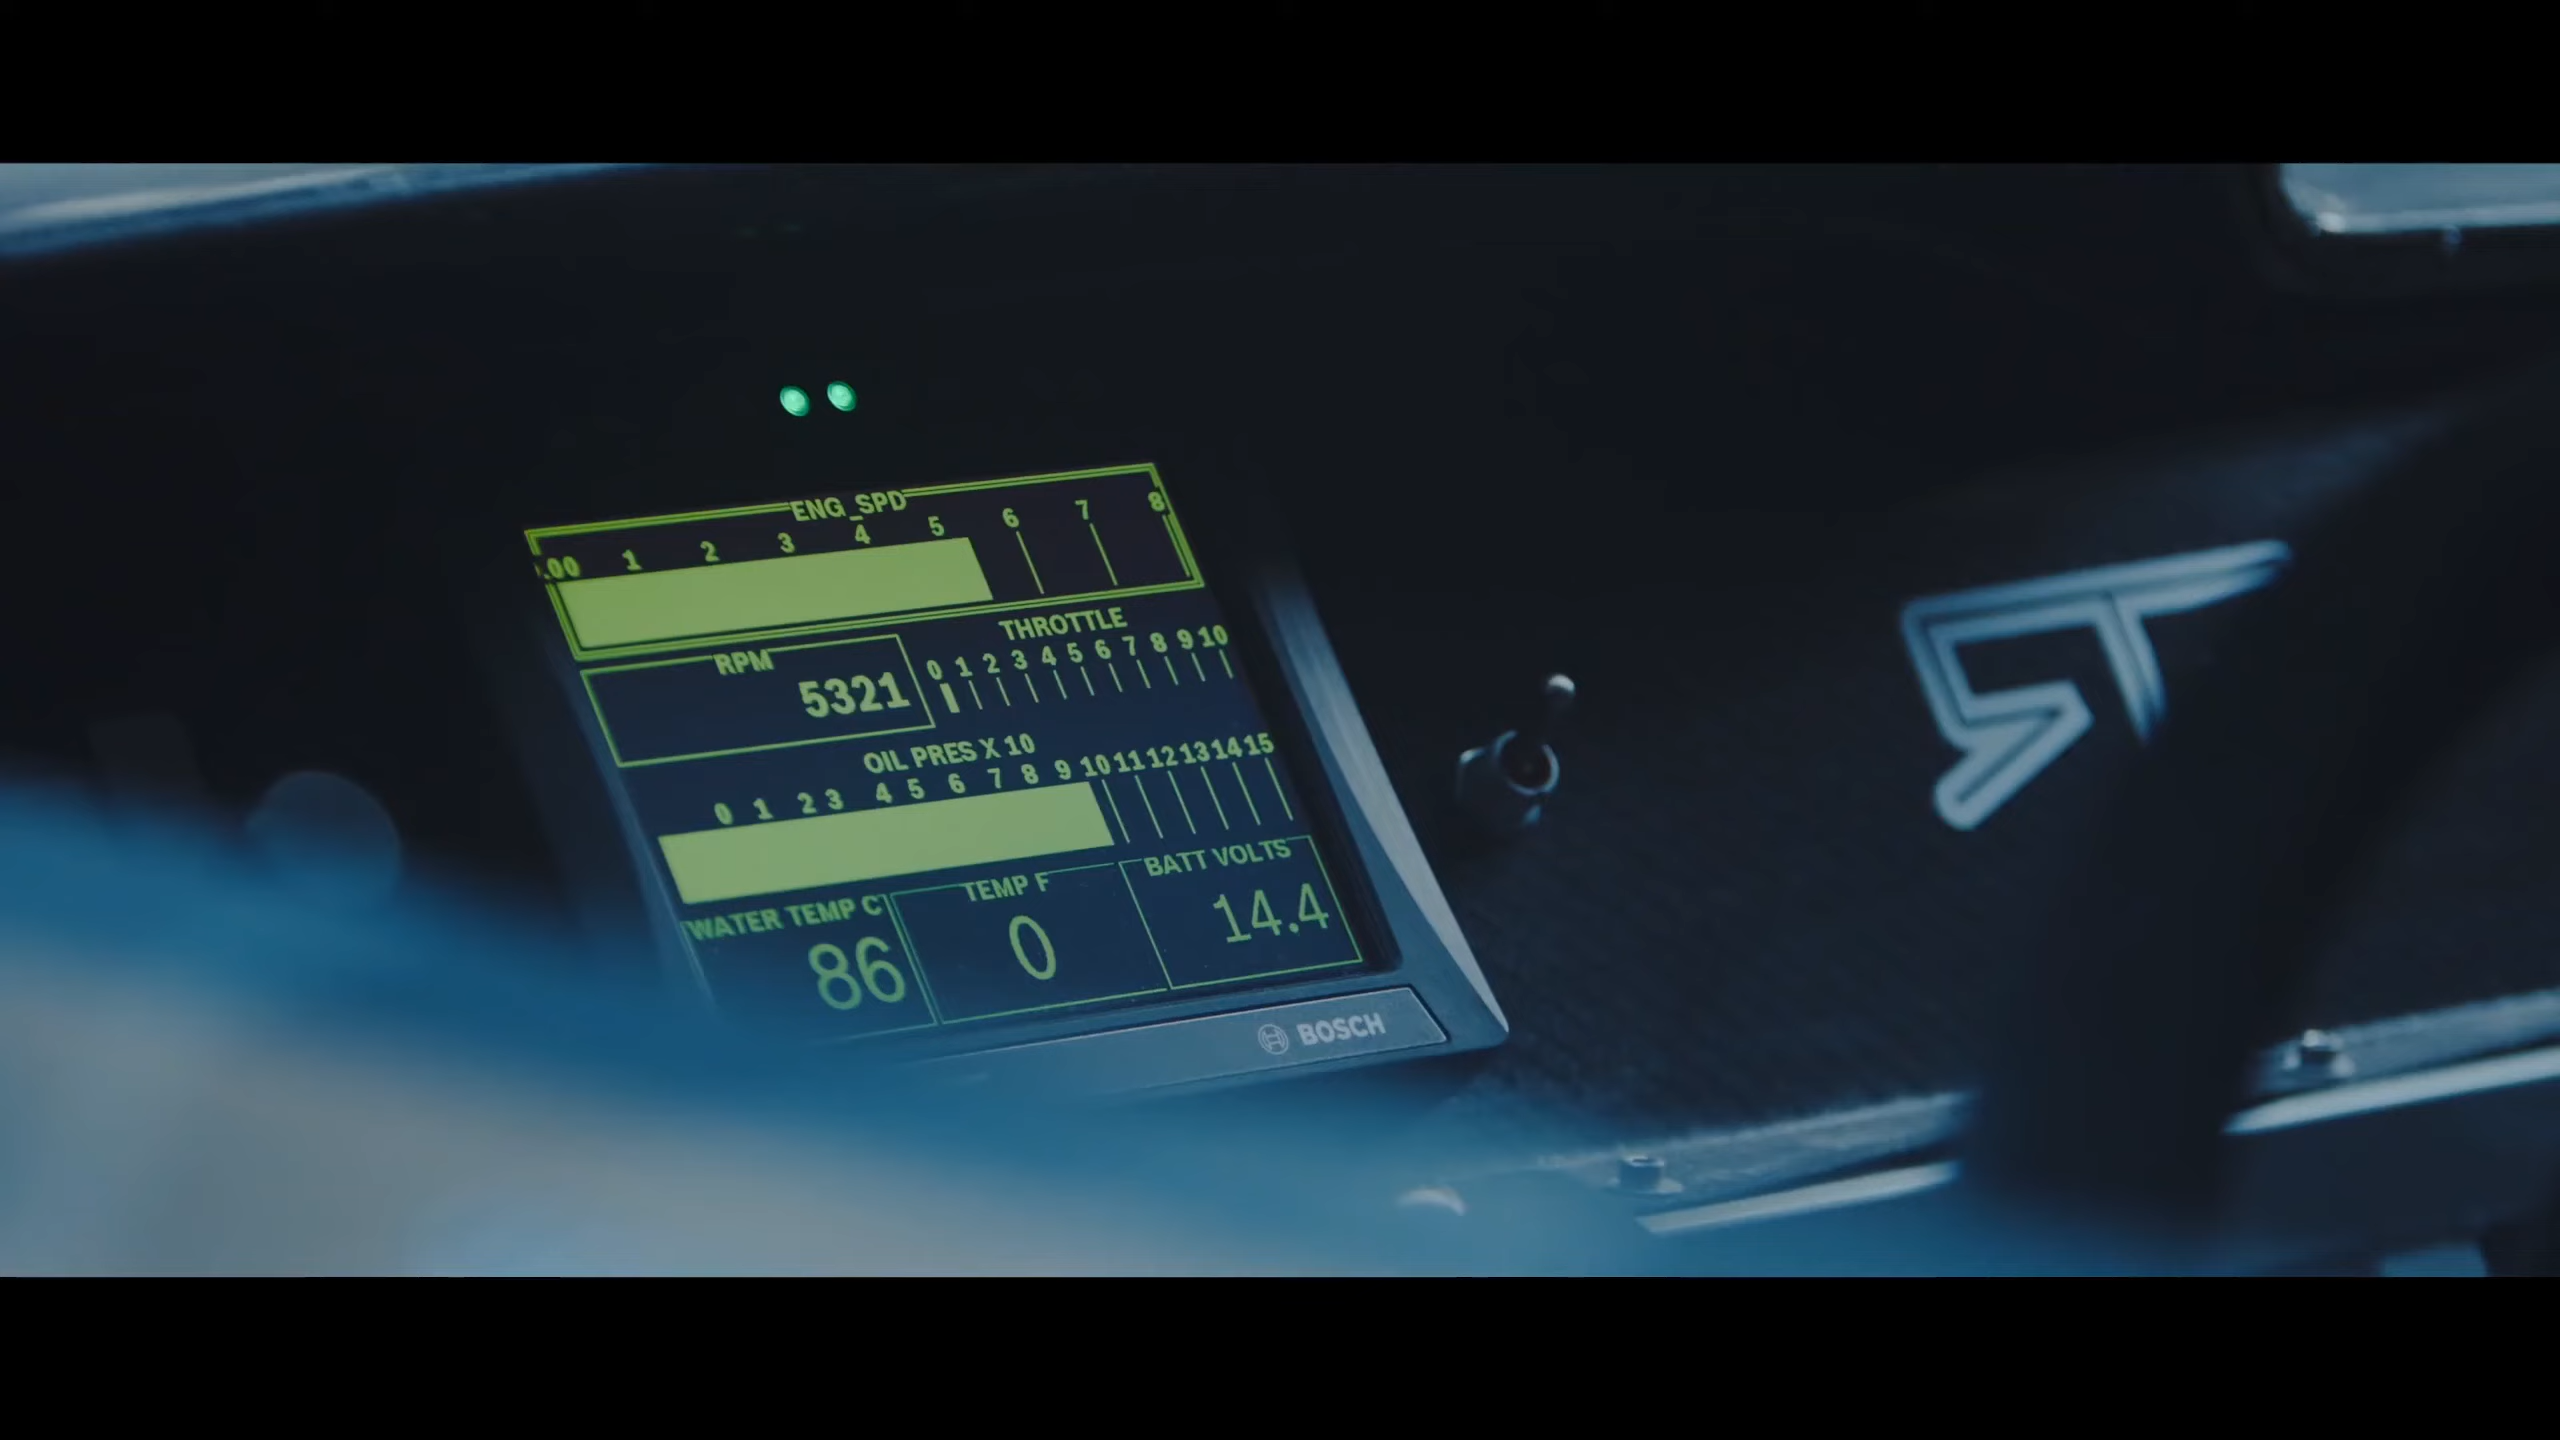 ENG_SPD
.00 1 2 3 4 5 6 7 8
THROTTLE
0 1 2 3 4 5 6 7 8 9 10
RPM
5321
OIL PRES X 10
0 1 2 3 4 5 6 7 8 9 10 11 12 13 14 15
WATER TEMP C
86
TEMP F
0
BATT VOLTS
14.4
BOSCH